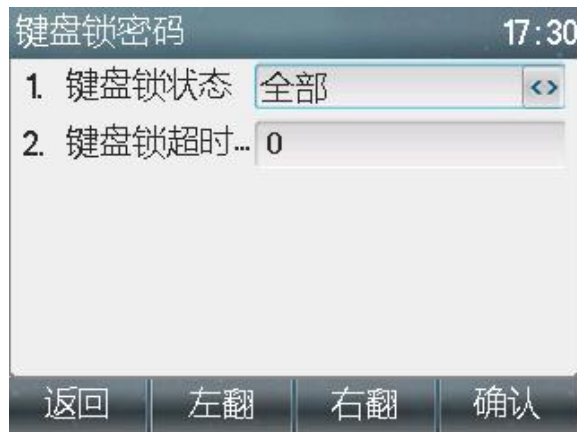 键盘锁密码 17:30
1. 键盘锁状态 全部
2. 键盘锁超时... 0
返回 左翻 右翻 确认